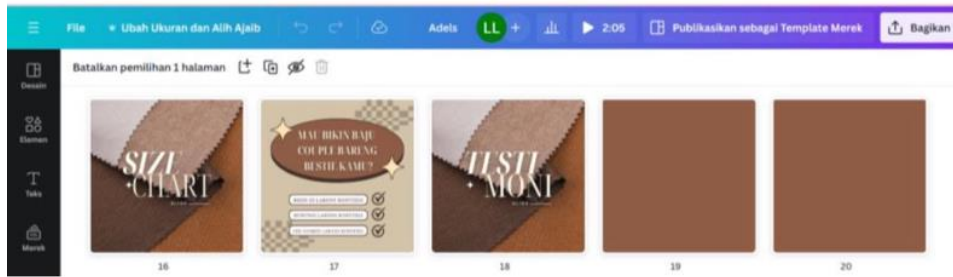 File
Ubah Ukuran dan Alih Ajaib
Adels
LL
+
2:05
Publikasikan sebagai Template Merek
Bagikan
Desain
Batalkan pemilihan 1 halaman
Elemen
Teks
Merek
SIZE
CHART
16
MAU BIKIN BAJU
COUPLE BARENG
BESTIE KAMU?
17
TESTI
MONI
18
19
20